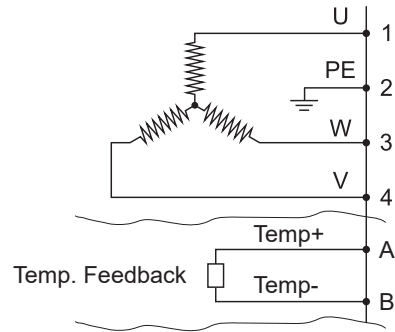 U 1
PE 2
W 3
V 4
Temp+ A
Temp. Feedback
Temp- B